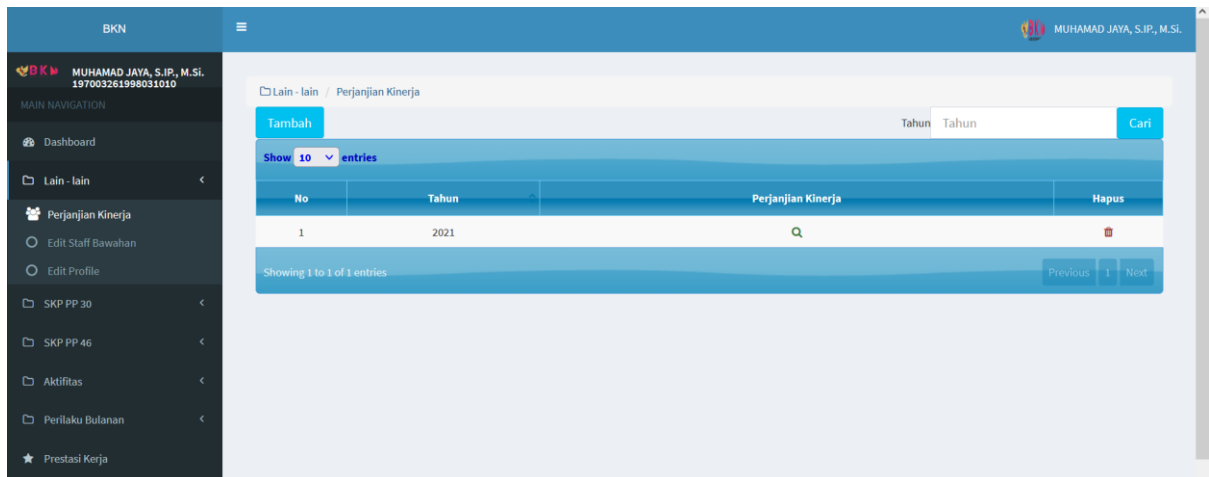 BKN
MUHAMAD JAYA, S.IP., M.Si.
BKN
MUHAMAD JAYA, S.IP., M.Si.
197003261998031010
MAIN NAVIGATION
Dashboard
Lain - lain
Perjanjian Kinerja
Edit Staff Bawahan
Edit Profile
SKP PP 30
SKP PP 46
Aktifitas
Perilaku Bulanan
Prestasi Kerja
Lain - lain / Perjanjian Kinerja
Tambah
Tahun Tahun Cari
Show 10 entries
No Tahun Perjanjian Kinerja Hapus
1 2021
Showing 1 to 1 of 1 entries
Previous 1 Next